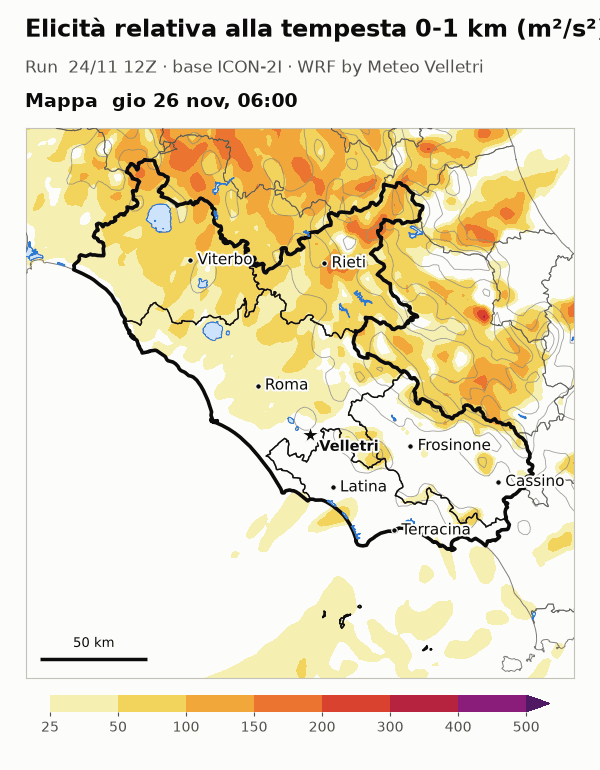 Elicità relativa alla tempesta 0-1 km (m²/s²)
Run 24/11 12Z · base ICON-2I · WRF by Meteo Velletri
Mappa gio 26 nov, 06:00
Viterbo
Rieti
Roma
Velletri
Frosinone
Latina
Cassino
Terracina
50 km
25 50 100 150 200 300 400 500